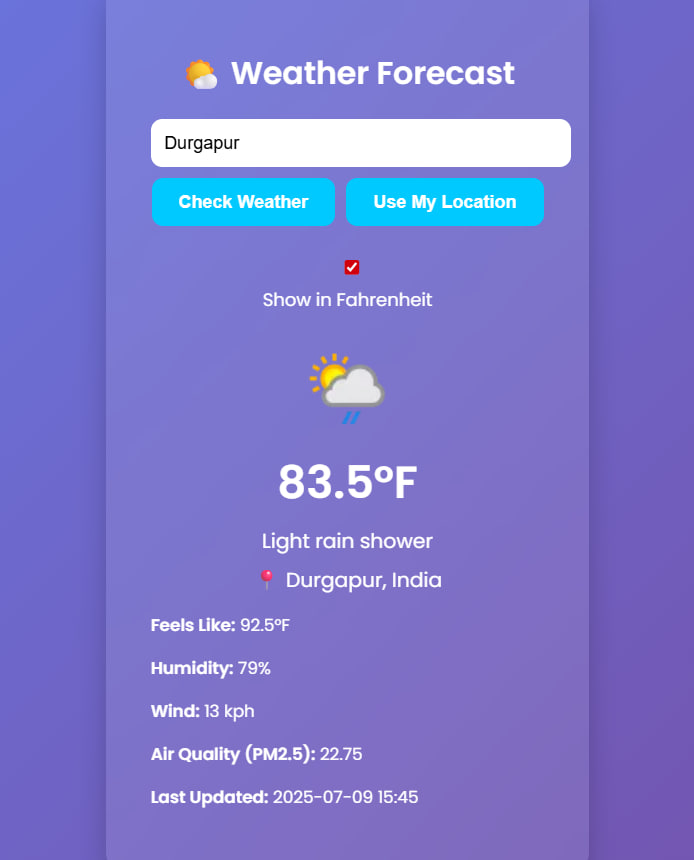 Weather Forecast
Durgapur
Check Weather Use My Location
Show in Fahrenheit
83.5°F
Light rain shower
Durgapur, India
Feels Like: 92.5°F
Humidity: 79%
Wind: 13 kph
Air Quality (PM2.5): 22.75
Last Updated: 2025-07-09 15:45